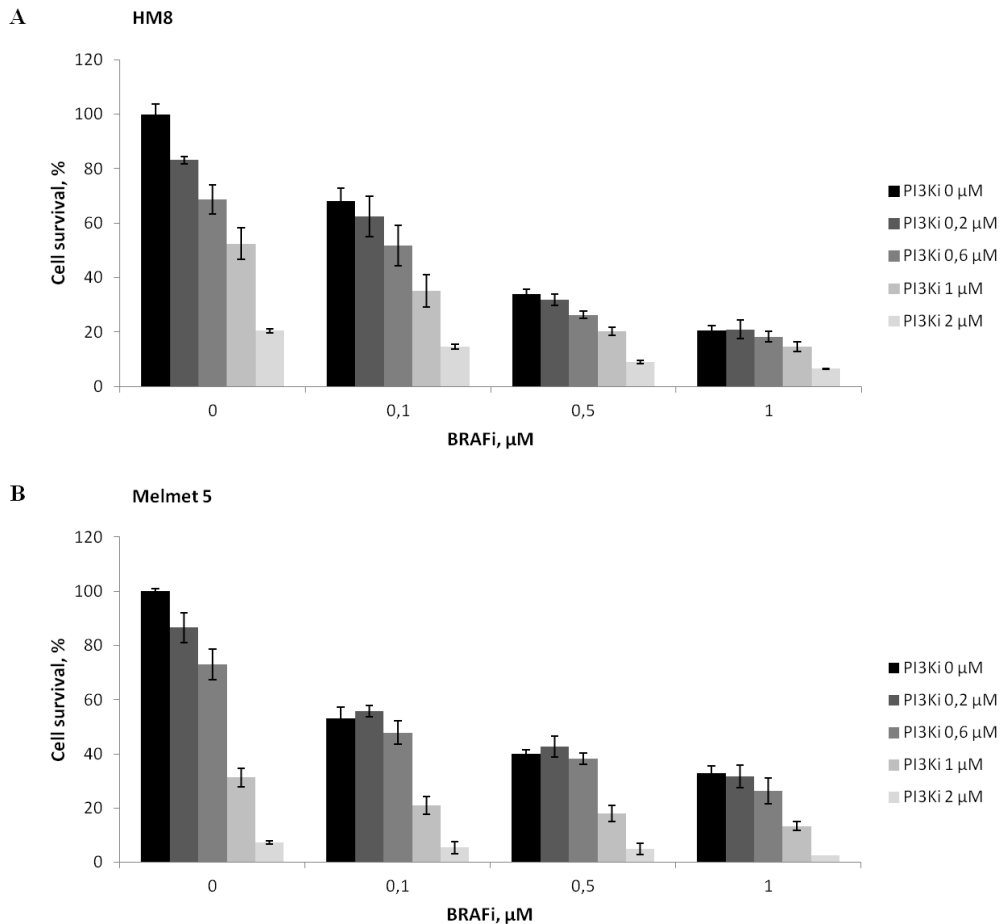 A
HM8
120
100
80
60
40
20
0
Cell survival, %
0
0,1
0,5
1
BRAFi, µM
PI3Ki 0 µM
PI3Ki 0,2 µM
PI3Ki 0,6 µM
PI3Ki 1 µM
PI3Ki 2 µM
B
Melmet 5
120
100
80
60
40
20
0
Cell survival, %
0
0,1
0,5
1
BRAFi, µM
PI3Ki 0 µM
PI3Ki 0,2 µM
PI3Ki 0,6 µM
PI3Ki 1 µM
PI3Ki 2 µM